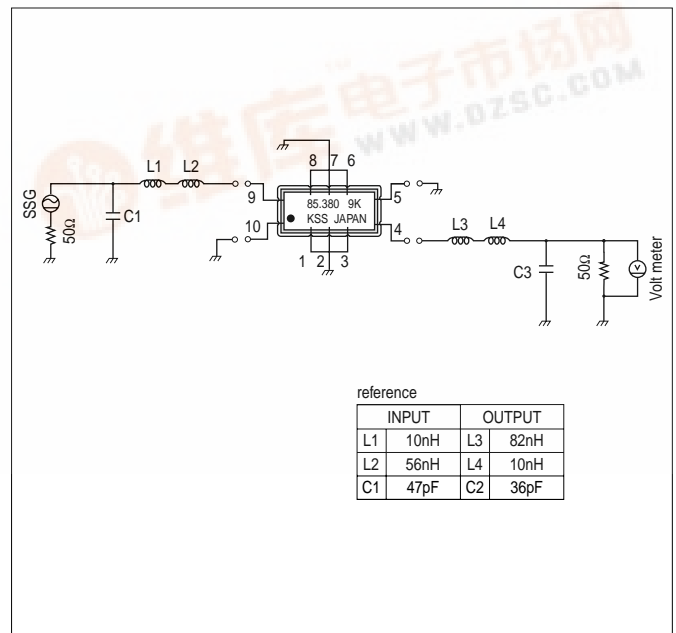 维库电子市场网
WWW.DZSC.COM
L1 L2
SSG
50Ω
C1
9
10
8 7 6
85.380 9K
KSS JAPAN
1 2 3
5
4
L3 L4
C3
50Ω
V
Volt meter
reference
INPUT OUTPUT
L1 10nH L3 82nH
L2 56nH L4 10nH
C1 47pF C2 36pF